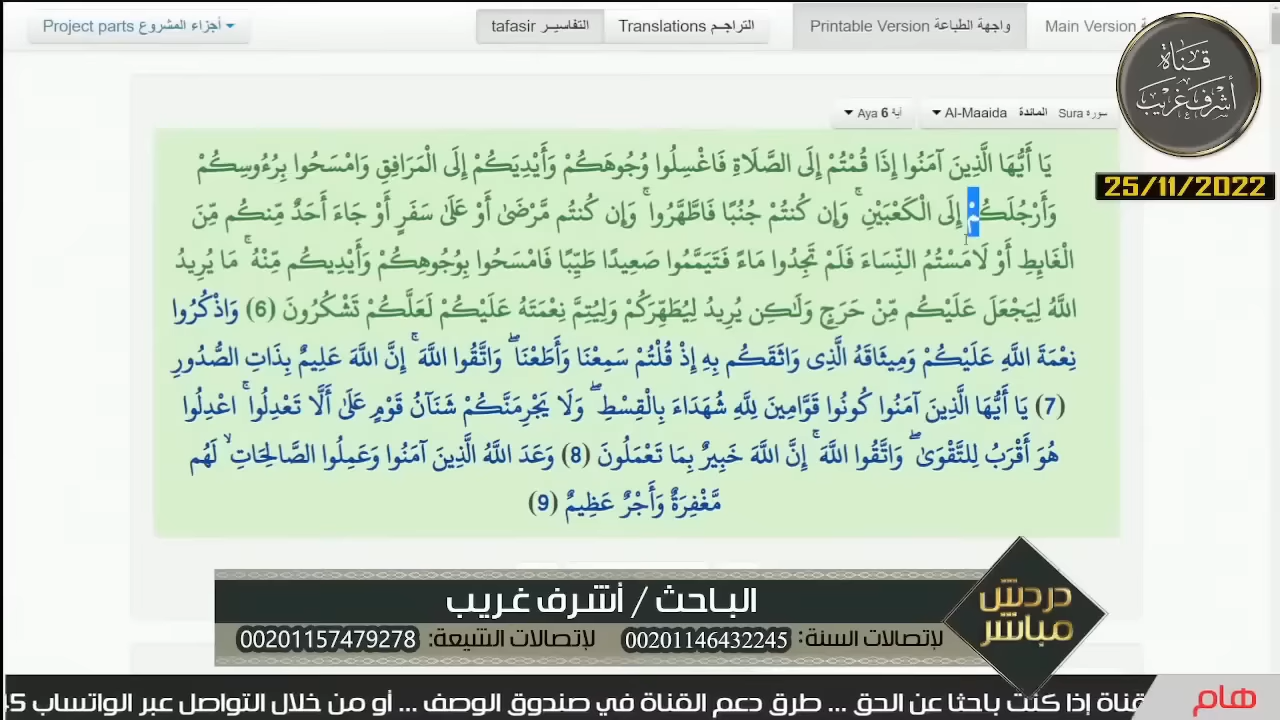 Project parts أجزاء المشروع
tafasir التفاسيـر
Translations التراجـم
Printable Version واجهة الطباعة
Main Version
قناة
أشرف غريب
25/11/2022
Aya 6 آية
Al-Maaida المائدة Sura سورة
يَا أَيُّهَا الَّذِينَ آمَنُوا إِذَا قُمْتُمْ إِلَى الصَّلَاةِ فَاغْسِلُوا وُجُوهَكُمْ وَأَيْدِيَكُمْ إِلَى الْمَرَافِقِ وَامْسَحُوا بِرُءُوسِكُمْ
وَأَرْجُلَكُمْ إِلَى الْكَعْبَيْنِ ۚ وَإِن كُنتُمْ جُنُبًا فَاطَّهَّرُوا ۚ وَإِن كُنتُم مَّرْضَىٰ أَوْ عَلَىٰ سَفَرٍ أَوْ جَاءَ أَحَدٌ مِّنكُم مِّنَ
الْغَائِطِ أَوْ لَامَسْتُمُ النِّسَاءَ فَلَمْ تَجِدُوا مَاءً فَتَيَمَّمُوا صَعِيدًا طَيِّبًا فَامْسَحُوا بِوُجُوهِكُمْ وَأَيْدِيكُم مِّنْهُ ۚ مَا يُرِيدُ
اللَّهُ لِيَجْعَلَ عَلَيْكُم مِّنْ حَرَجٍ وَلَٰكِن يُرِيدُ لِيُطَهِّرَكُمْ وَلِيُتِمَّ نِعْمَتَهُ عَلَيْكُمْ لَعَلَّكُمْ تَشْكُرُونَ (6) وَاذْكُرُوا
نِعْمَةَ اللَّهِ عَلَيْكُمْ وَمِيثَاقَهُ الَّذِي وَاثَقَكُم بِهِ إِذْ قُلْتُمْ سَمِعْنَا وَأَطَعْنَا ۖ وَاتَّقُوا اللَّهَ ۚ إِنَّ اللَّهَ عَلِيمٌ بِذَاتِ الصُّدُورِ
(7) يَا أَيُّهَا الَّذِينَ آمَنُوا كُونُوا قَوَّامِينَ لِلَّهِ شُهَدَاءَ بِالْقِسْطِ ۖ وَلَا يَجْرِمَنَّكُمْ شَنَآنُ قَوْمٍ عَلَىٰ أَلَّا تَعْدِلُوا ۚ اعْدِلُوا
هُوَ أَقْرَبُ لِلتَّقْوَىٰ ۖ وَاتَّقُوا اللَّهَ ۚ إِنَّ اللَّهَ خَبِيرٌ بِمَا تَعْمَلُونَ (8) وَعَدَ اللَّهُ الَّذِينَ آمَنُوا وَعَمِلُوا الصَّالِحَاتِ ۙ لَهُم
مَّغْفِرَةٌ وَأَجْرٌ عَظِيمٌ (9)
الباحث / أشرف غريب
دردش
مباشر
لإتصالات السنة: 00201146432245 لإتصالات الشيعة: 00201157479278
هام قناة إذا كنت باحثا عن الحق ... طرق دعم القناة في صندوق الوصف ... أو من خلال التواصل عبر الواتساب